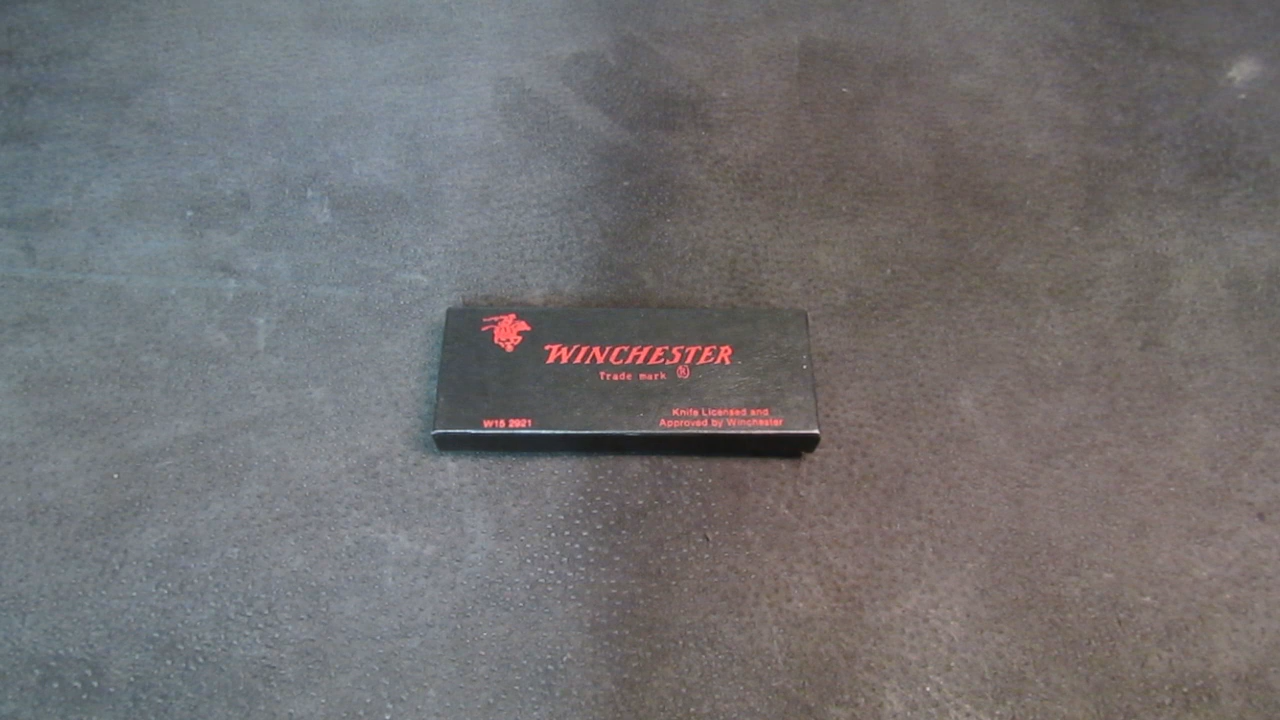 WINCHESTER
Trade mark ®
Knife Licensed and
Approved by Winchester
W15 2921